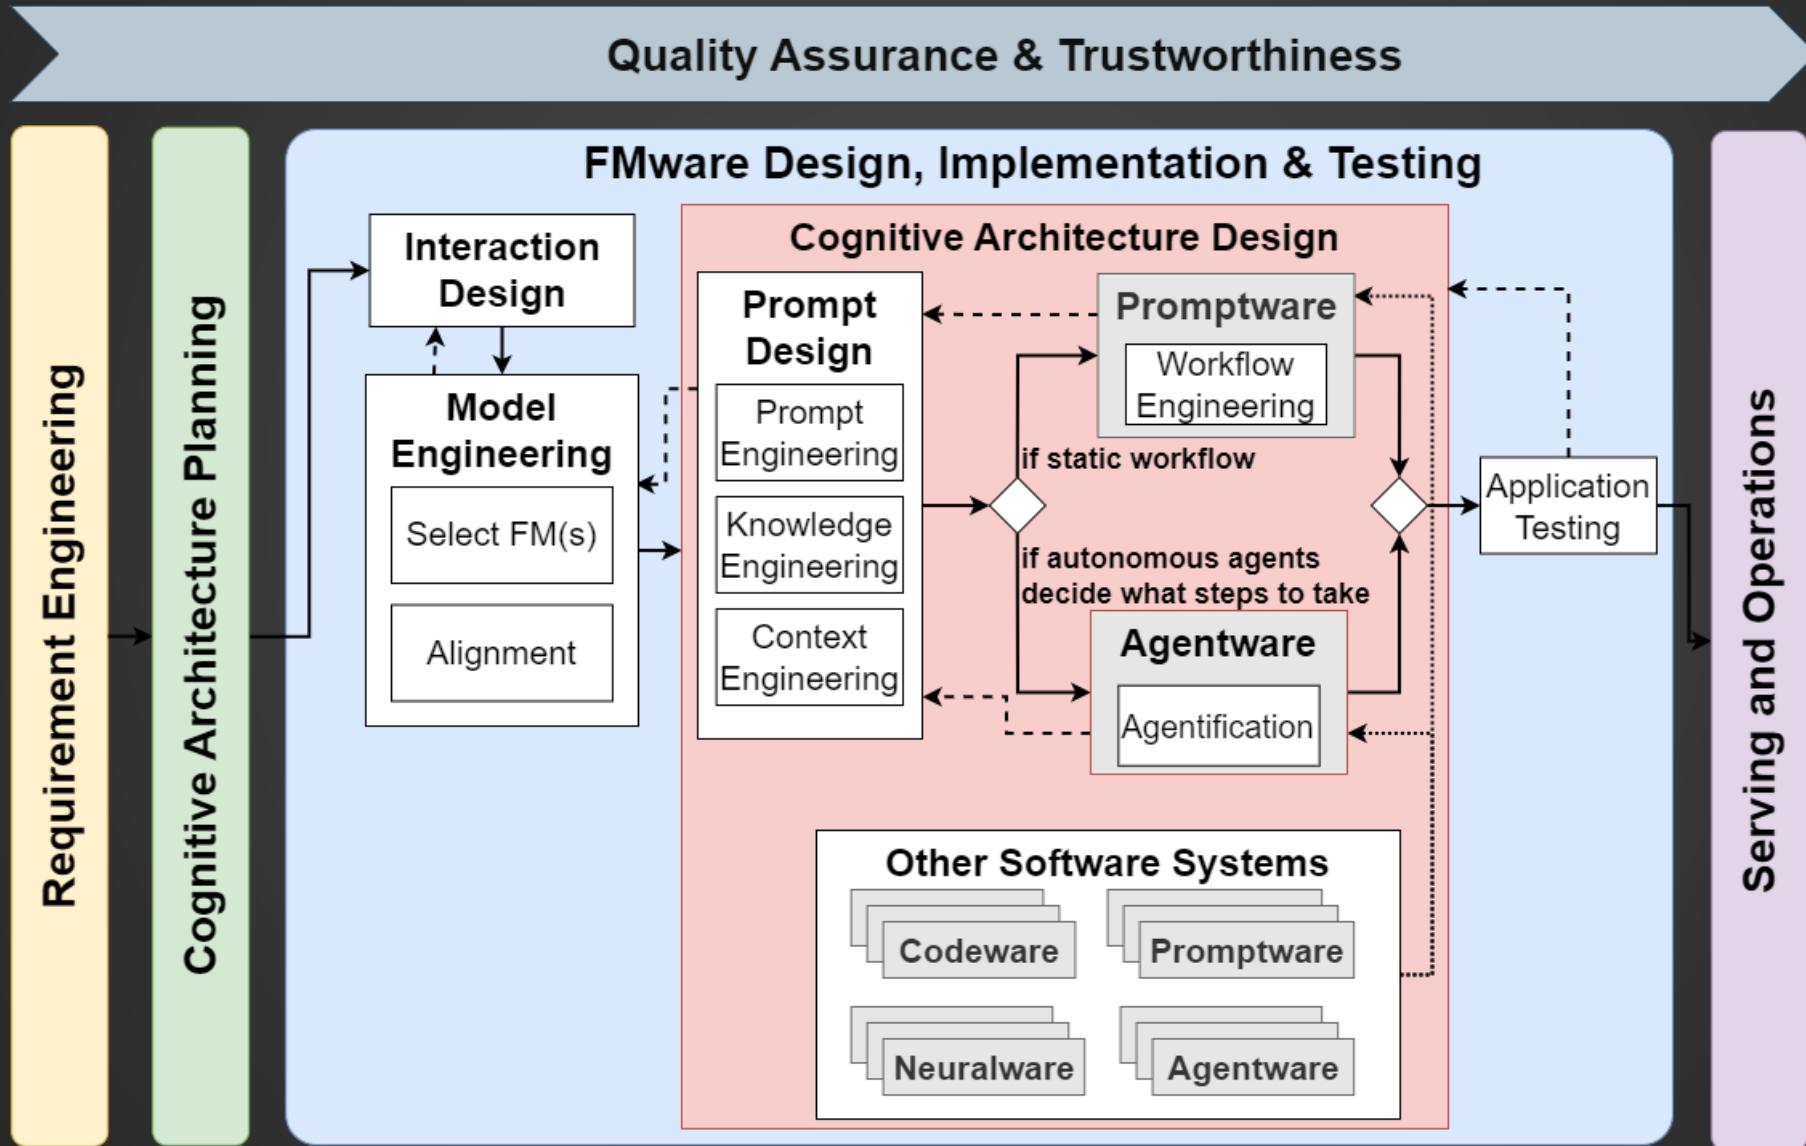 Quality Assurance & Trustworthiness
Requirement Engineering
Cognitive Architecture Planning
FMware Design, Implementation & Testing
Interaction
Design
Model
Engineering
Select FM(s)
Alignment
Cognitive Architecture Design
Prompt
Design
Prompt
Engineering
Knowledge
Engineering
Context
Engineering
Promptware
Workflow
Engineering
if static workflow
if autonomous agents
decide what steps to take
Agentware
Agentification
Other Software Systems
Codeware
Promptware
Neuralware
Agentware
Application
Testing
Serving and Operations